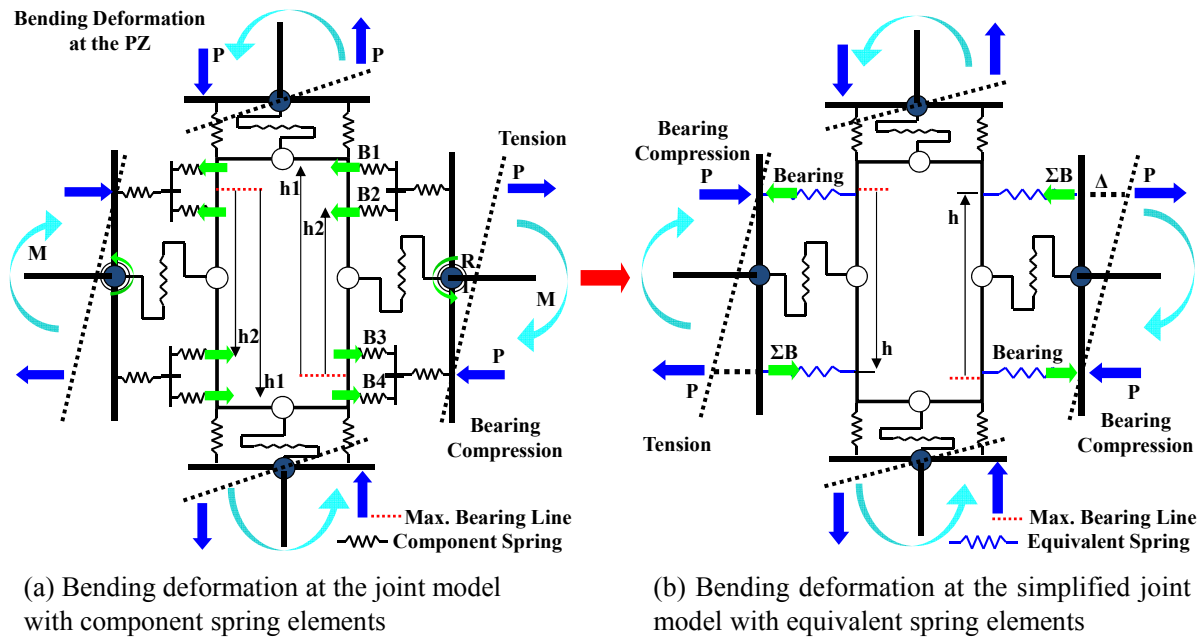 Bending Deformation
at the PZ
P
P
Tension
B1
B2
P
h1
h2
M
R
I
M
h2
h1
B3
B4
P
Bearing
Compression
Max. Bearing Line
Component Spring
(a) Bending deformation at the joint model
with component spring elements
Bearing
Compression
P
Bearing
ΣB
Δ
P
h
h
ΣB
P
Bearing
P
Tension
Bearing
Compression
Max. Bearing Line
Equivalent Spring
(b) Bending deformation at the simplified joint
model with equivalent spring elements